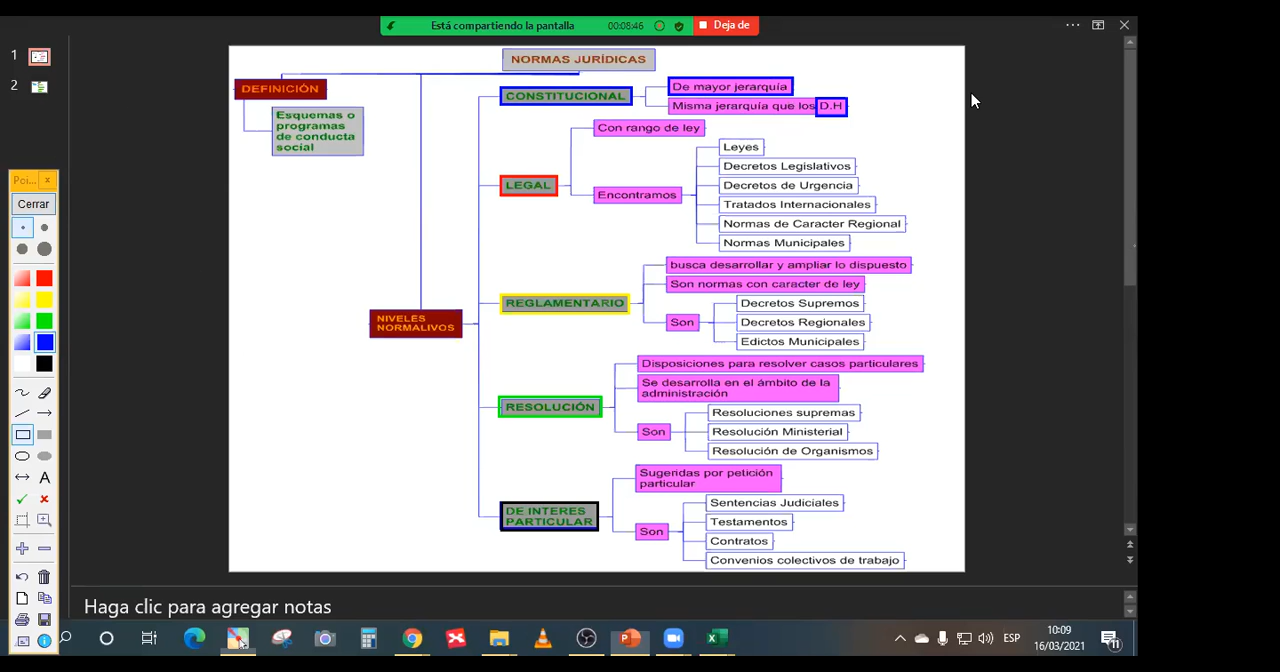 Está compartiendo la pantalla
00:08:46
Deja de
1
2
NORMAS JURÍDICAS
DEFINICIÓN
Esquemas o
programas
de conducta
social
NIVELES
NORMALIVOS
CONSTITUCIONAL
De mayor jerarquía
Misma jerarquía que los D.H
LEGAL
Con rango de ley
Encontramos
Leyes
Decretos Legislativos
Decretos de Urgencia
Tratados Internacionales
Normas de Caracter Regional
Normas Municipales
REGLAMENTARIO
busca desarrollar y ampliar lo dispuesto
Son normas con caracter de ley
Son
Decretos Supremos
Decretos Regionales
Edictos Municipales
RESOLUCIÓN
Disposiciones para resolver casos particulares
Se desarrolla en el ámbito de la
administración
Son
Resoluciones supremas
Resolución Ministerial
Resolución de Organismos
DE INTERES
PARTICULAR
Sugeridas por petición
particular
Son
Sentencias Judiciales
Testamentos
Contratos
Convenios colectivos de trabajo
Poi...
Cerrar
A
Haga clic para agregar notas
ESP
10:09
16/03/2021
11